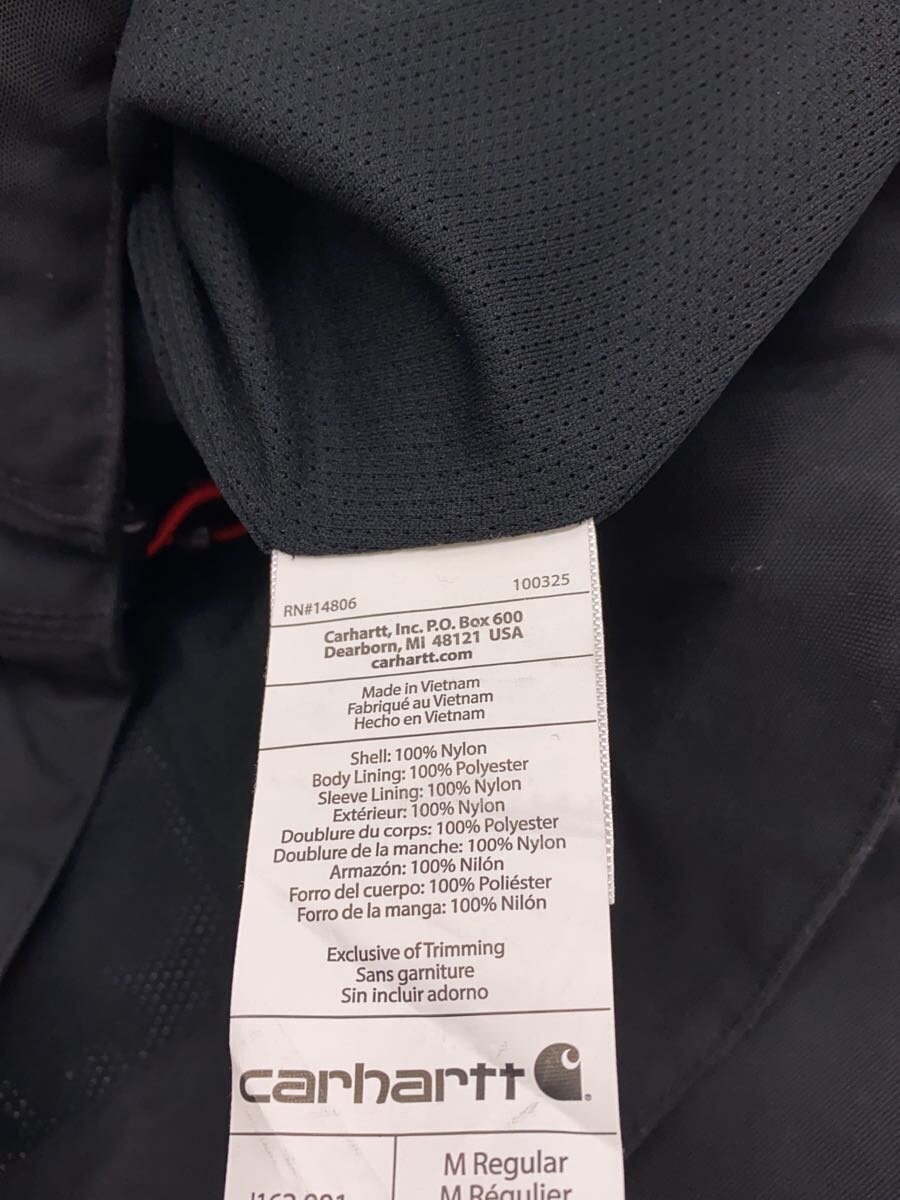 RN#14806 100325
Carhartt, Inc. P.O. Box 600
Dearborn, MI 48121 USA
carhartt.com
Made in Vietnam
Fabriqué au Vietnam
Hecho en Vietnam
Shell: 100% Nylon
Body Lining: 100% Polyester
Sleeve Lining: 100% Nylon
Extérieur: 100% Nylon
Doublure du corps: 100% Polyester
Doublure de la manche: 100% Nylon
Armazón: 100% Nilón
Forro del cuerpo: 100% Poliéster
Forro de la manga: 100% Nilón
Exclusive of Trimming
Sans garniture
Sin incluir adorno
carhartt
M Regular
M Régulier